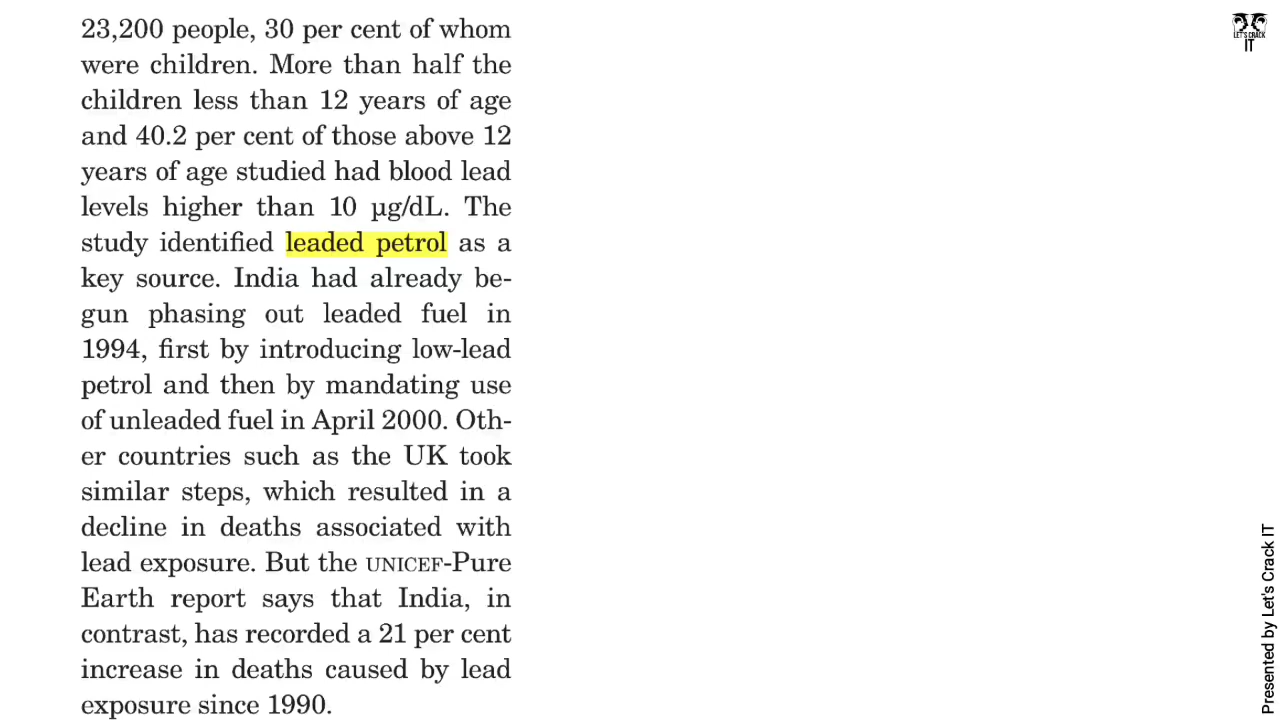 23,200 people, 30 per cent of whom
were children. More than half the
children less than 12 years of age
and 40.2 per cent of those above 12
years of age studied had blood lead
levels higher than 10 µg/dL. The
study identified leaded petrol as a
key source. India had already be-
gun phasing out leaded fuel in
1994, first by introducing low-lead
petrol and then by mandating use
of unleaded fuel in April 2000. Oth-
er countries such as the UK took
similar steps, which resulted in a
decline in deaths associated with
lead exposure. But the UNICEF-Pure
Earth report says that India, in
contrast, has recorded a 21 per cent
increase in deaths caused by lead
exposure since 1990.
LET'S CRACK
IT
Presented by Let's Crack IT